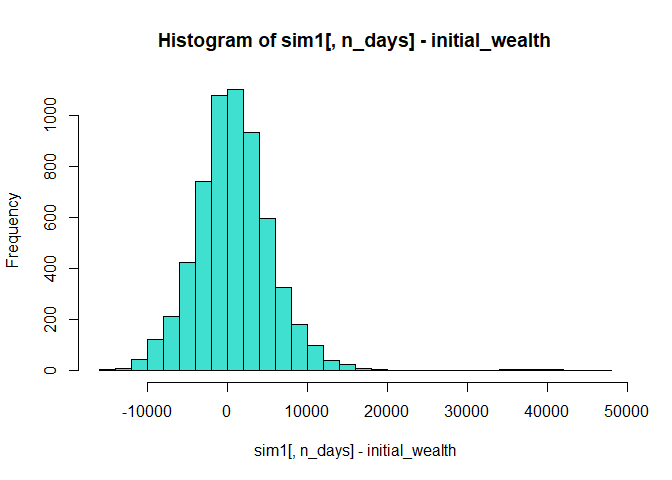 Histogram of sim1[, n_days] - initial_wealth
Frequency
1000
800
600
400
200
0
-10000 0 10000 20000 30000 40000 50000
sim1[, n_days] - initial_wealth